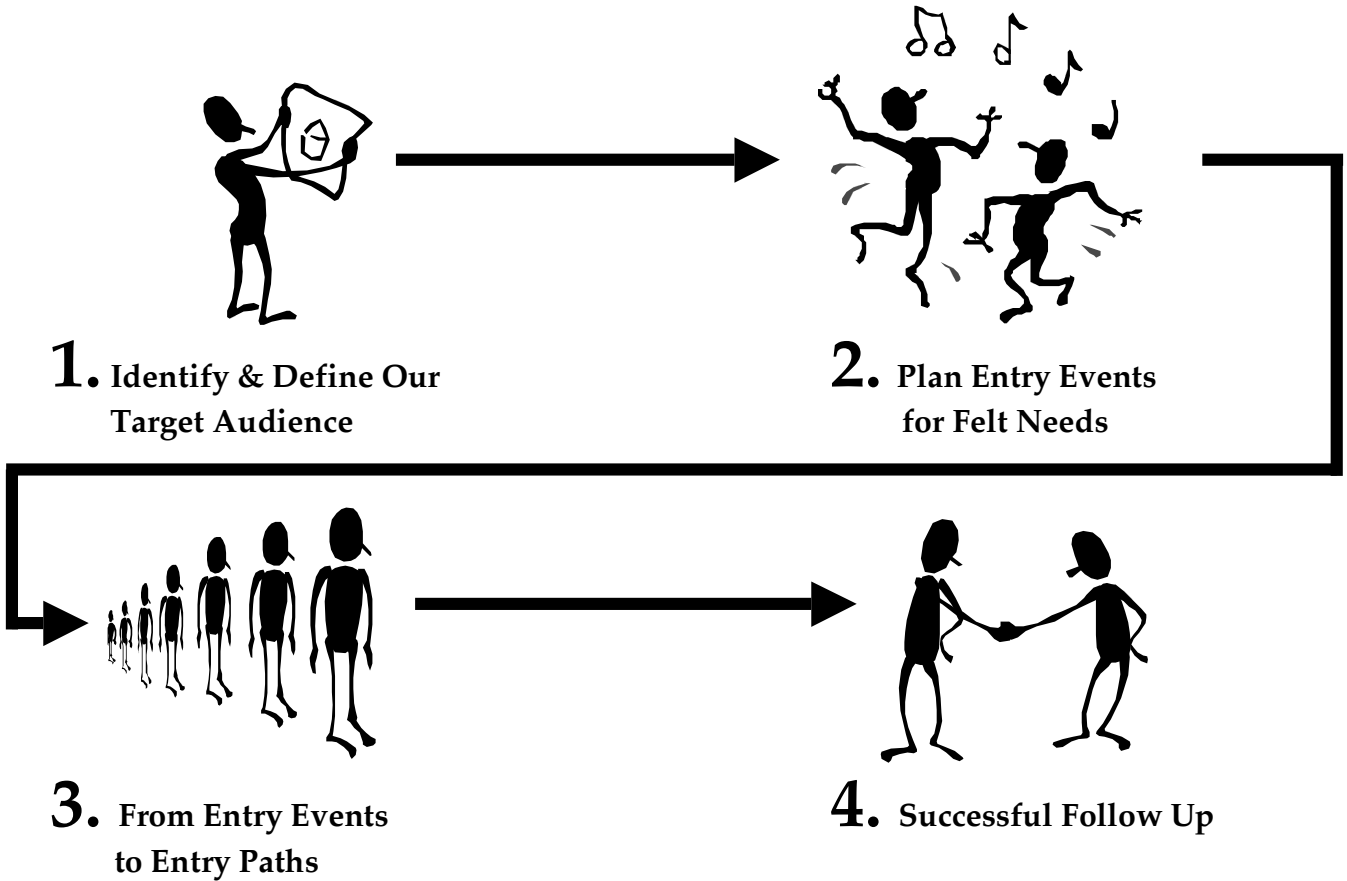 1. Identify & Define Our
Target Audience
2. Plan Entry Events
for Felt Needs
3. From Entry Events
to Entry Paths
4. Successful Follow Up